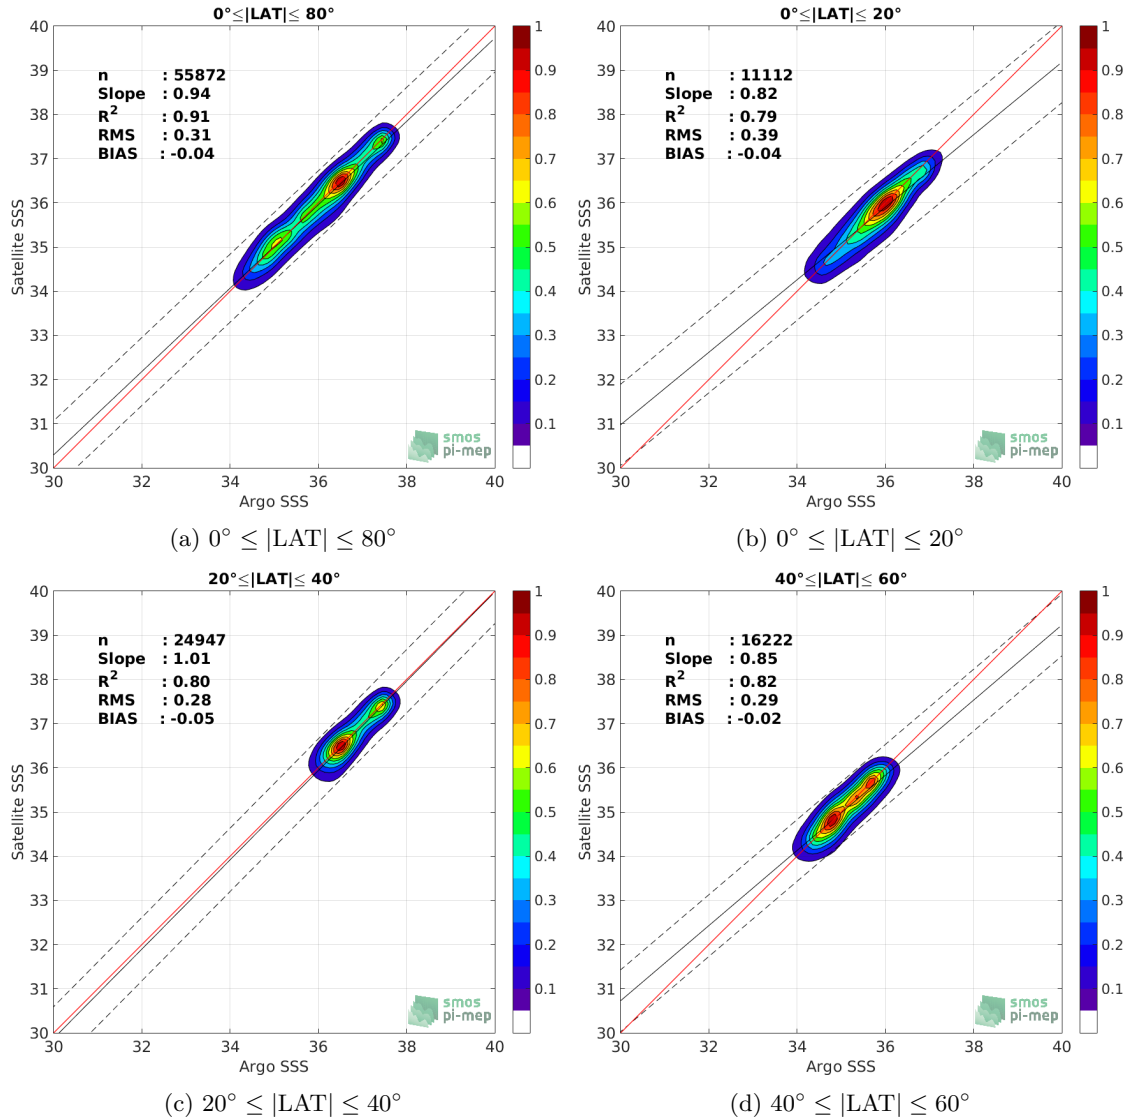 0°≤|LAT|≤ 80°
n : 55872
Slope : 0.94
R² : 0.91
RMS : 0.31
BIAS : -0.04
Satellite SSS
40
39
38
37
36
35
34
33
32
31
30
30 32 34 36 38 40
Argo SSS
smos
pi-mep
1
0.9
0.8
0.7
0.6
0.5
0.4
0.3
0.2
0.1
(a) 0° ≤ |LAT| ≤ 80°
0°≤|LAT|≤ 20°
n : 11112
Slope : 0.82
R² : 0.79
RMS : 0.39
BIAS : -0.04
Satellite SSS
40
39
38
37
36
35
34
33
32
31
30
30 32 34 36 38 40
Argo SSS
smos
pi-mep
1
0.9
0.8
0.7
0.6
0.5
0.4
0.3
0.2
0.1
(b) 0° ≤ |LAT| ≤ 20°
20°≤|LAT|≤ 40°
n : 24947
Slope : 1.01
R² : 0.80
RMS : 0.28
BIAS : -0.05
Satellite SSS
40
39
38
37
36
35
34
33
32
31
30
30 32 34 36 38 40
Argo SSS
smos
pi-mep
1
0.9
0.8
0.7
0.6
0.5
0.4
0.3
0.2
0.1
(c) 20° ≤ |LAT| ≤ 40°
40°≤|LAT|≤ 60°
n : 16222
Slope : 0.85
R² : 0.82
RMS : 0.29
BIAS : -0.02
Satellite SSS
40
39
38
37
36
35
34
33
32
31
30
30 32 34 36 38 40
Argo SSS
smos
pi-mep
1
0.9
0.8
0.7
0.6
0.5
0.4
0.3
0.2
0.1
(d) 40° ≤ |LAT| ≤ 60°